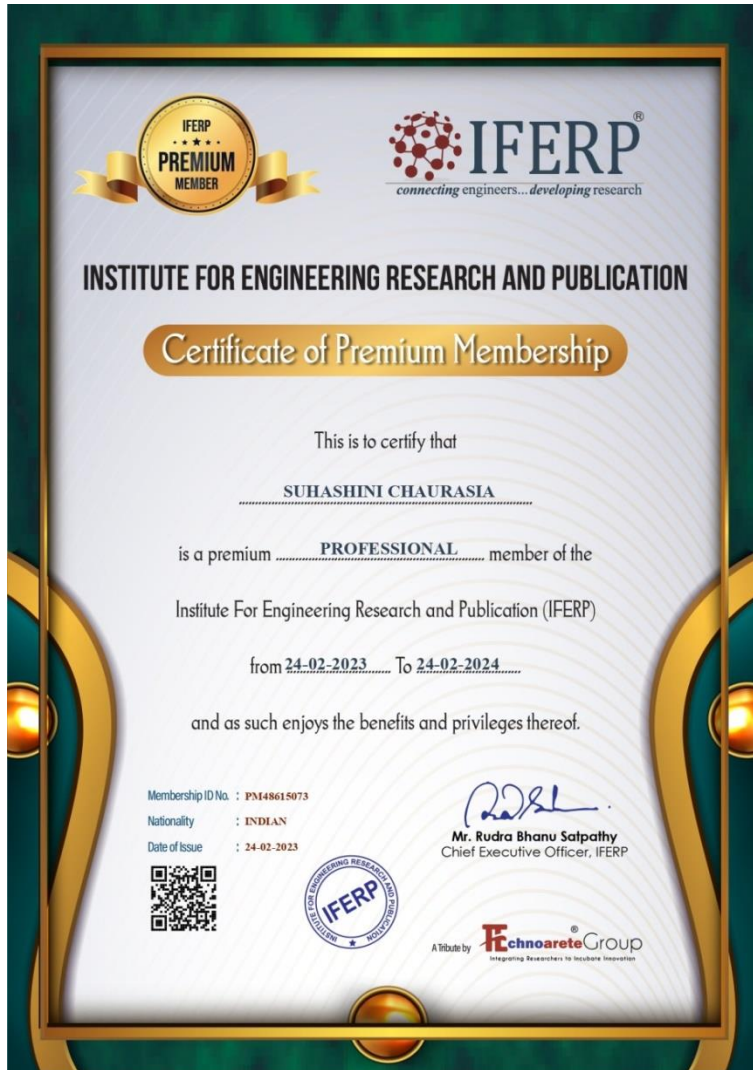 IFERP
PREMIUM
MEMBER
IFERP®
connecting engineers...developing research
INSTITUTE FOR ENGINEERING RESEARCH AND PUBLICATION
Certificate of Premium Membership
This is to certify that
SUHASHINI CHAURASIA
is a premium PROFESSIONAL member of the
Institute For Engineering Research and Publication (IFERP)
from 24-02-2023 To 24-02-2024
and as such enjoys the benefits and privileges thereof.
Membership ID No. : PM48615073
Nationality : INDIAN
Date of Issue : 24-02-2023
Mr. Rudra Bhanu Satpathy
Chief Executive Officer, IFERP
INSTITUTE FOR ENGINEERING RESEARCH AND PUBLICATION
IFERP
A Tribute by TEchnoarete® Group
Integrating Researchers to Incubate Innovation